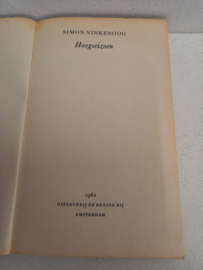 SIMON VINKENOOG
Hoogseizoen
1962
UITGEVERIJ DE BEZIGE BIJ
AMSTERDAM